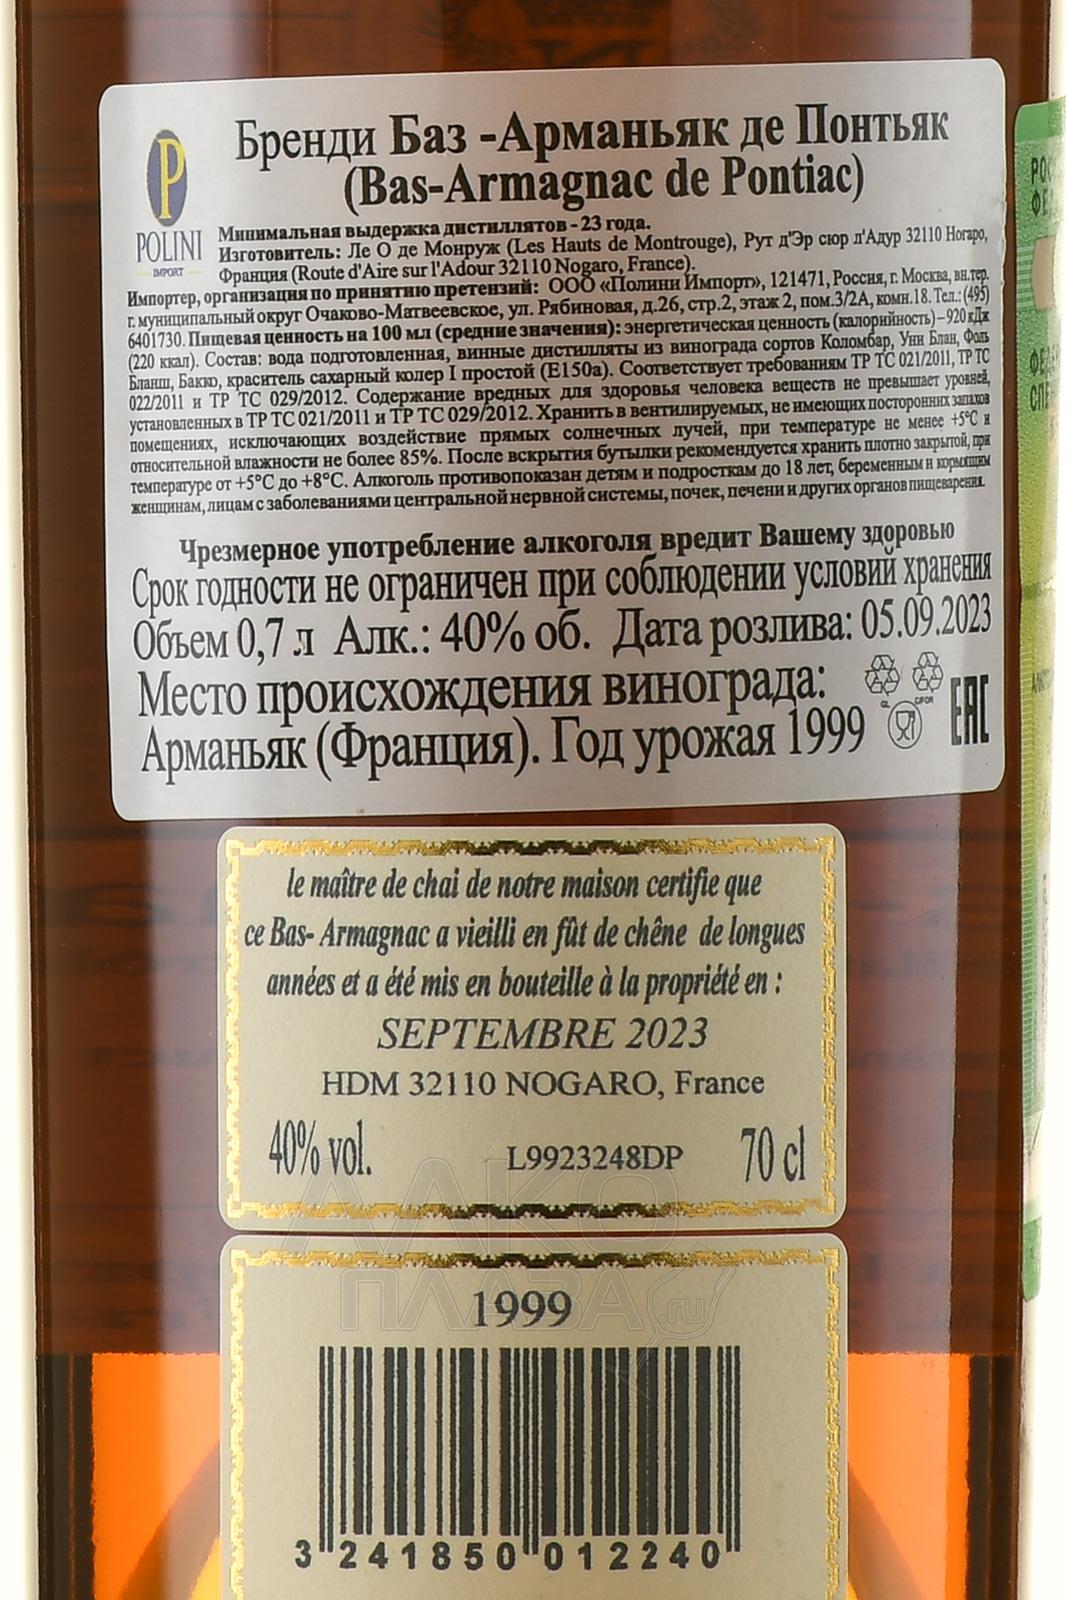 Бренди Баз -Арманьяк де Понтьяк
(Bas-Armagnac de Pontiac)
P
POLINI
IMPORT
Минимальная выдержка дистиллятов - 23 года.
Изготовитель: Ле О де Монруж (Les Hauts de Montrouge), Рут д'Эр сюр л'Адур 32110 Ногаро,
Франция (Route d'Aire sur l'Adour 32110 Nogaro, France).
Импортер, организация по принятию претензий: ООО «Полини Импорт», 121471, Россия, г. Москва, вн.тер.
г. муниципальный округ Очаково-Матвеевское, ул. Рябиновая, д.26, стр.2, этаж 2, пом.3/2А, комн.18. Тел.: (495)
6401730. Пищевая ценность на 100 мл (средние значения): энергетическая ценность (калорийность)–920 кДж
(220 ккал). Состав: вода подготовленная, винные дистилляты из винограда сортов Коломбар, Уни Блан, Фоль
Бланш, Бакко, краситель сахарный колер I простой (Е150а). Соответствует требованиям ТР ТС 021/2011, ТР ТС
022/2011 и ТР ТС 029/2012. Содержание вредных для здоровья человека веществ не превышает уровней,
установленных в ТР ТС 021/2011 и ТР ТС 029/2012. Хранить в вентилируемых, не имеющих посторонних запахов
помещениях, исключающих воздействие прямых солнечных лучей, при температуре не менее +5°С и
относительной влажности не более 85%. После вскрытия бутылки рекомендуется хранить плотно закрытой, при
температуре от +5°С до +8°С. Алкоголь противопоказан детям и подросткам до 18 лет, беременным и кормящим
женщинам, лицам с заболеваниями центральной нервной системы, почек, печени и других органов пищеварения.
Чрезмерное употребление алкоголя вредит Вашему здоровью
Срок годности не ограничен при соблюдении условий хранения
Объем 0,7 л Алк.: 40% об. Дата розлива: 05.09.2023
Место происхождения винограда:
Арманьяк (Франция). Год урожая 1999
GL C/FOR
EAC
le maître de chai de notre maison certifie que
ce Bas- Armagnac a vieilli en fût de chêne de longues
années et a été mis en bouteille à la propriété en :
SEPTEMBRE 2023
HDM 32110 NOGARO, France
40% vol. L9923248DP 70 cl
АЛКО
ПЛАЗА.ru
1999
3 241850 012240